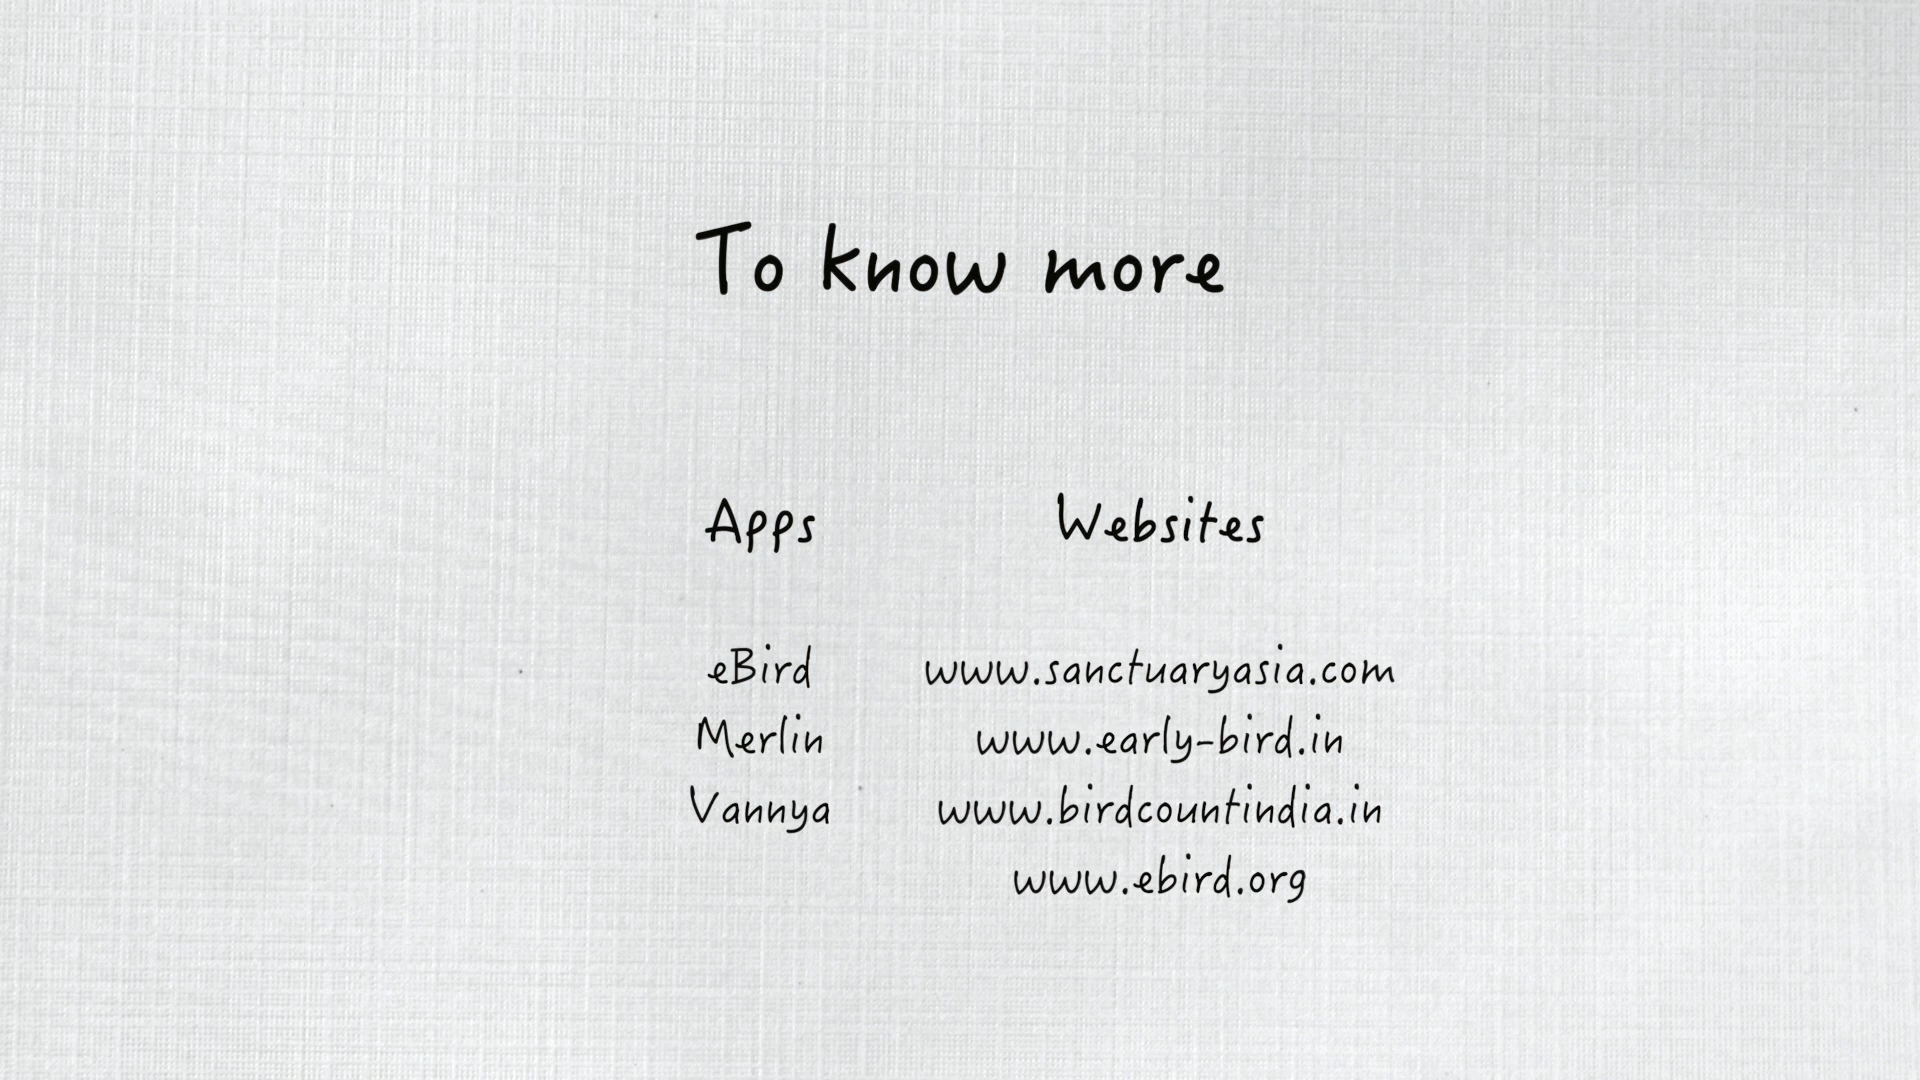 To know more
Apps
eBird
Merlin
Vannya
Websites
www.sanctuaryasia.com
www.early-bird.in
www.birdcountindia.in
www.ebird.org